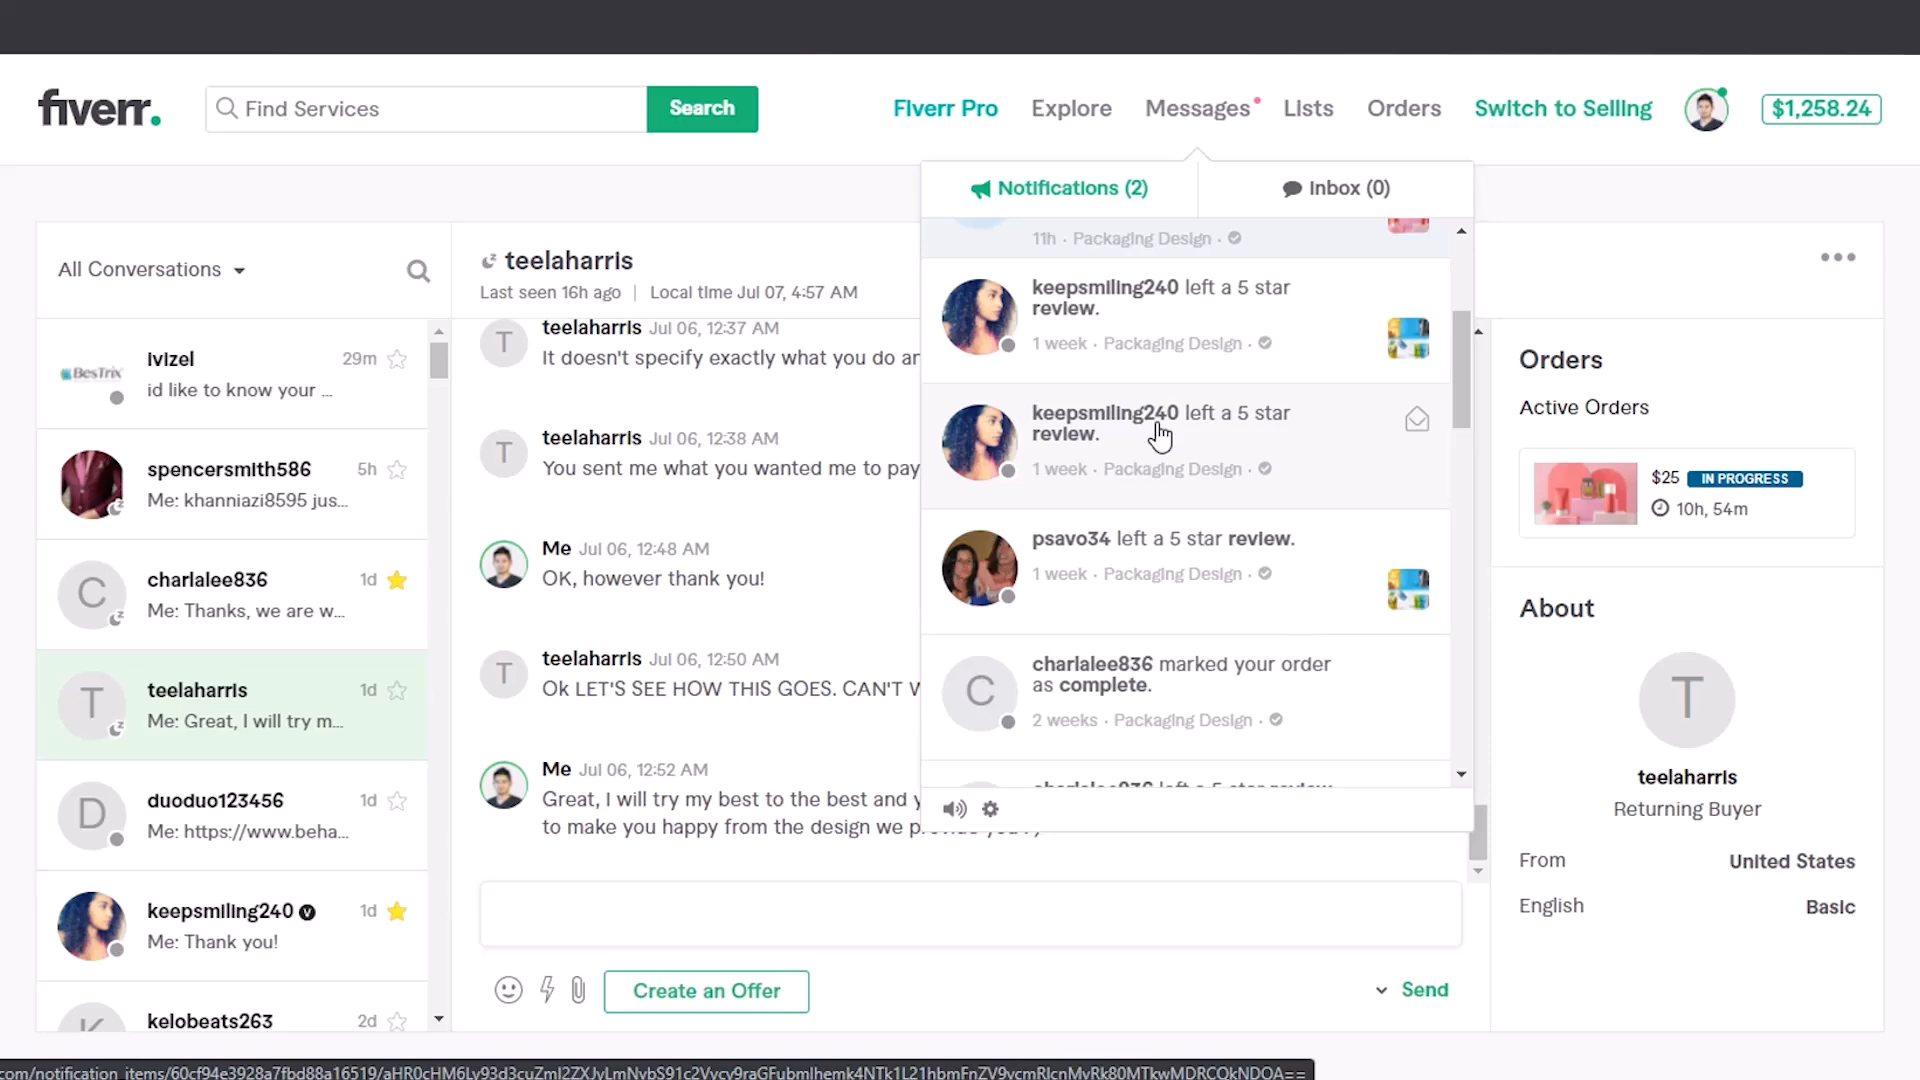 fiverr.
Find Services
Search
Fiverr Pro
Explore
Messages
Lists
Orders
Switch to Selling
$1,258.24
Notifications (2)
Inbox (0)
11h · Packaging Design ·
keepsmiling240 left a 5 star
review.
1 week · Packaging Design ·
keepsmiling240 left a 5 star
review.
1 week · Packaging Design ·
psavo34 left a 5 star review.
1 week · Packaging Design ·
C
charlalee836 marked your order
as complete.
2 weeks · Packaging Design ·
charlalee836 left a 5 star review.
All Conversations
BesTrix
ivizel
29m
id like to know your ...
spencersmith586
5h
Me: khanniazi8595 jus...
C
charlalee836
1d
Me: Thanks, we are w...
T
teelaharris
1d
Me: Great, I will try m...
D
duoduo123456
1d
Me: https://www.beha...
keepsmiling240
1d
Me: Thank you!
K
kelobeats263
2d
teelaharris
Last seen 16h ago | Local time Jul 07, 4:57 AM
T
teelaharris Jul 06, 12:37 AM
It doesn't specify exactly what you do
T
teelaharris Jul 06, 12:38 AM
You sent me what you wanted me to pay
Me Jul 06, 12:48 AM
OK, however thank you!
T
teelaharris Jul 06, 12:50 AM
Ok LET'S SEE HOW THIS GOES. CAN'T
Me Jul 06, 12:52 AM
Great, I will try my best to the best and
to make you happy from the design we
Create an Offer
Send
Orders
Active Orders
$25 IN PROGRESS
10h, 54m
About
T
teelaharris
Returning Buyer
From United States
English Basic